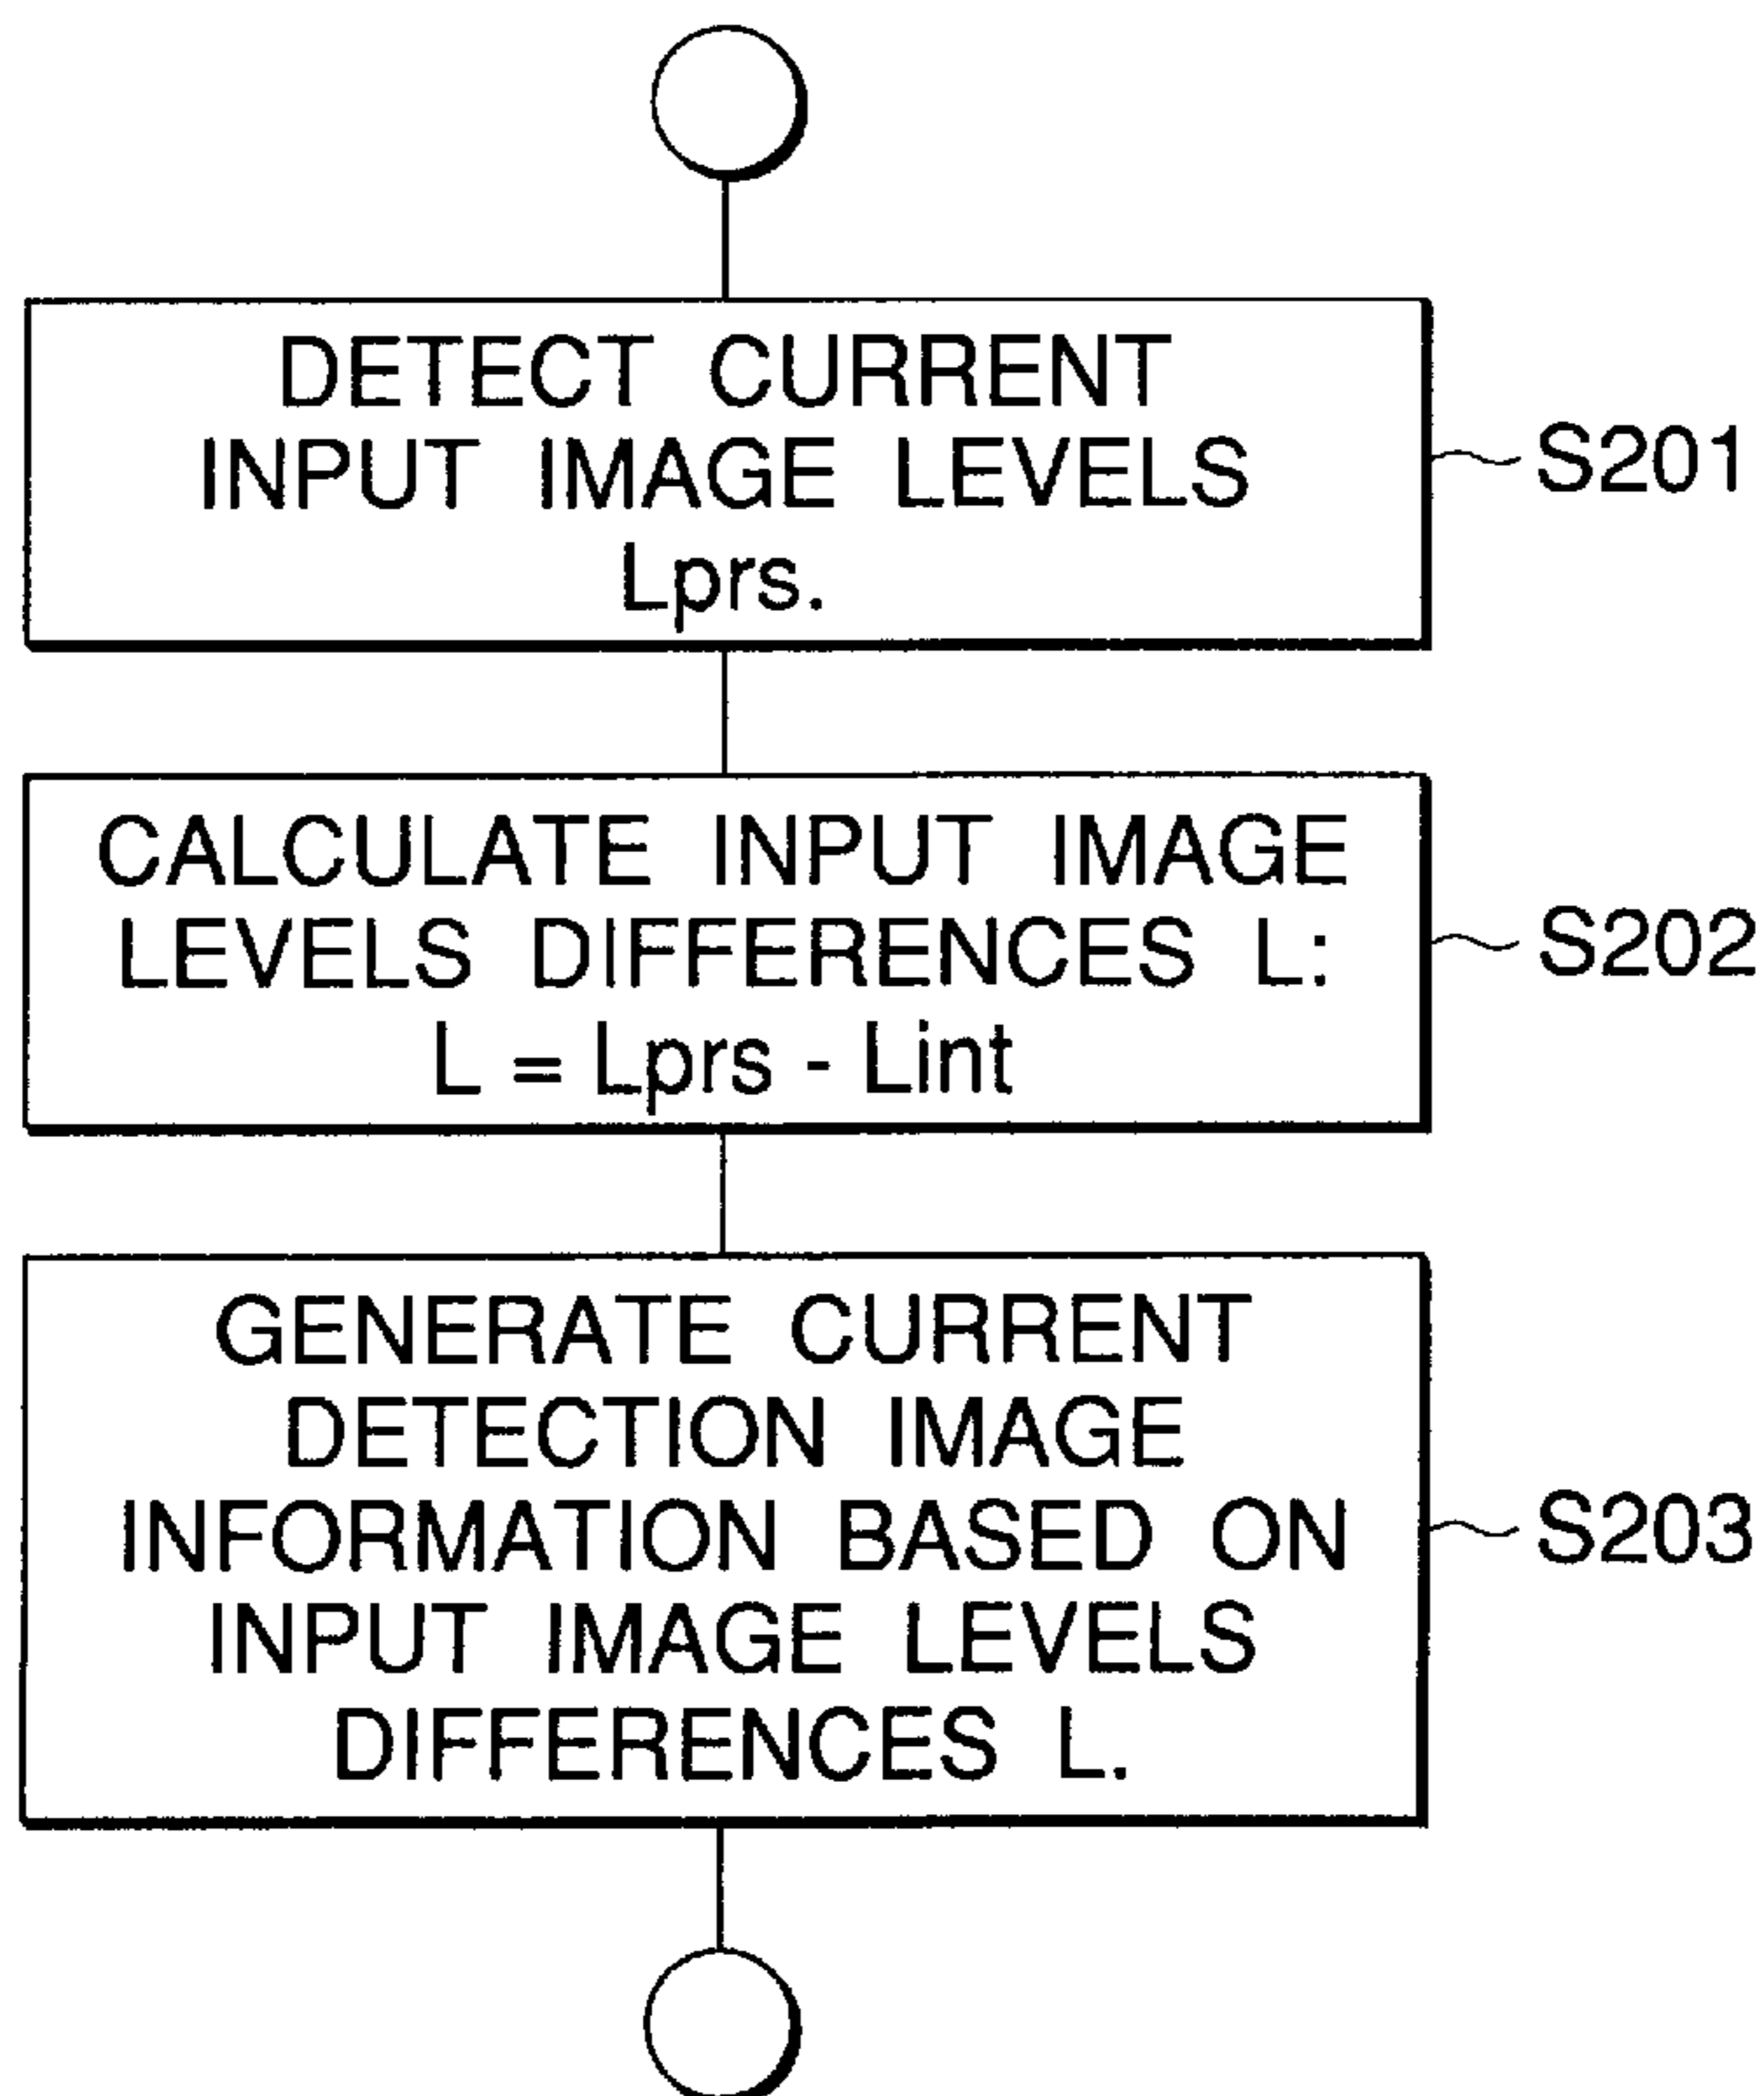 DETECT CURRENT
INPUT IMAGE LEVELS
Lprs.
S201
CALCULATE INPUT IMAGE
LEVELS DIFFERENCES L:
L = Lprs - Lint
S202
GENERATE CURRENT
DETECTION IMAGE
INFORMATION BASED ON
INPUT IMAGE LEVELS
DIFFERENCES L.
S203